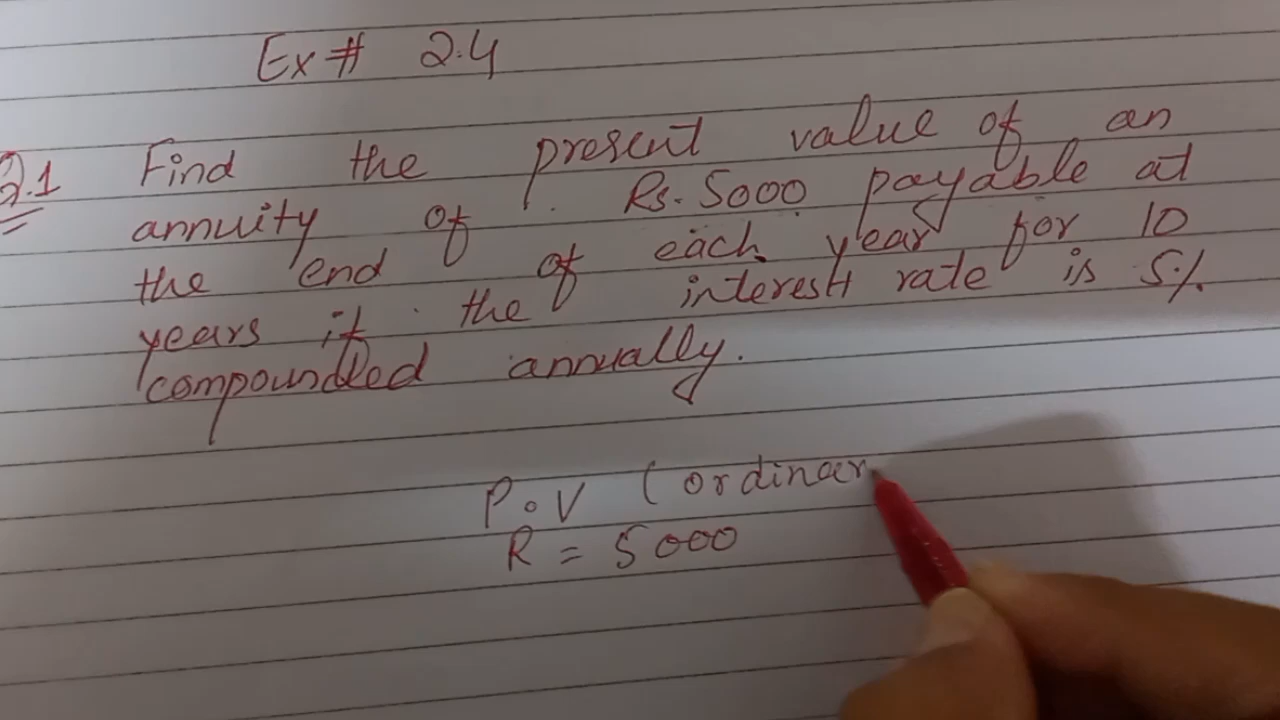 Ex# 2.4
Q.1 Find the present value of an
annuity of Rs. 5000 payable at
the end of each year for 10
years if the interest rate is 5%
compounded annually.
P.V (ordinar
R = 5000